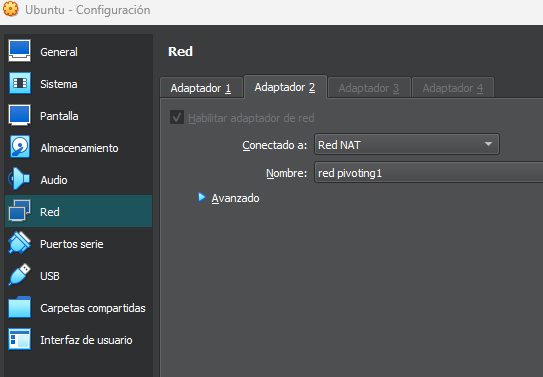 Ubuntu - Configuración
General
Sistema
Pantalla
Almacenamiento
Audio
Red
Puertos serie
USB
Carpetas compartidas
Interfaz de usuario
Red
Adaptador 1 Adaptador 2 Adaptador 3 Adaptador 4
Habilitar adaptador de red
Conectado a: Red NAT
Nombre: red pivoting1
Avanzado